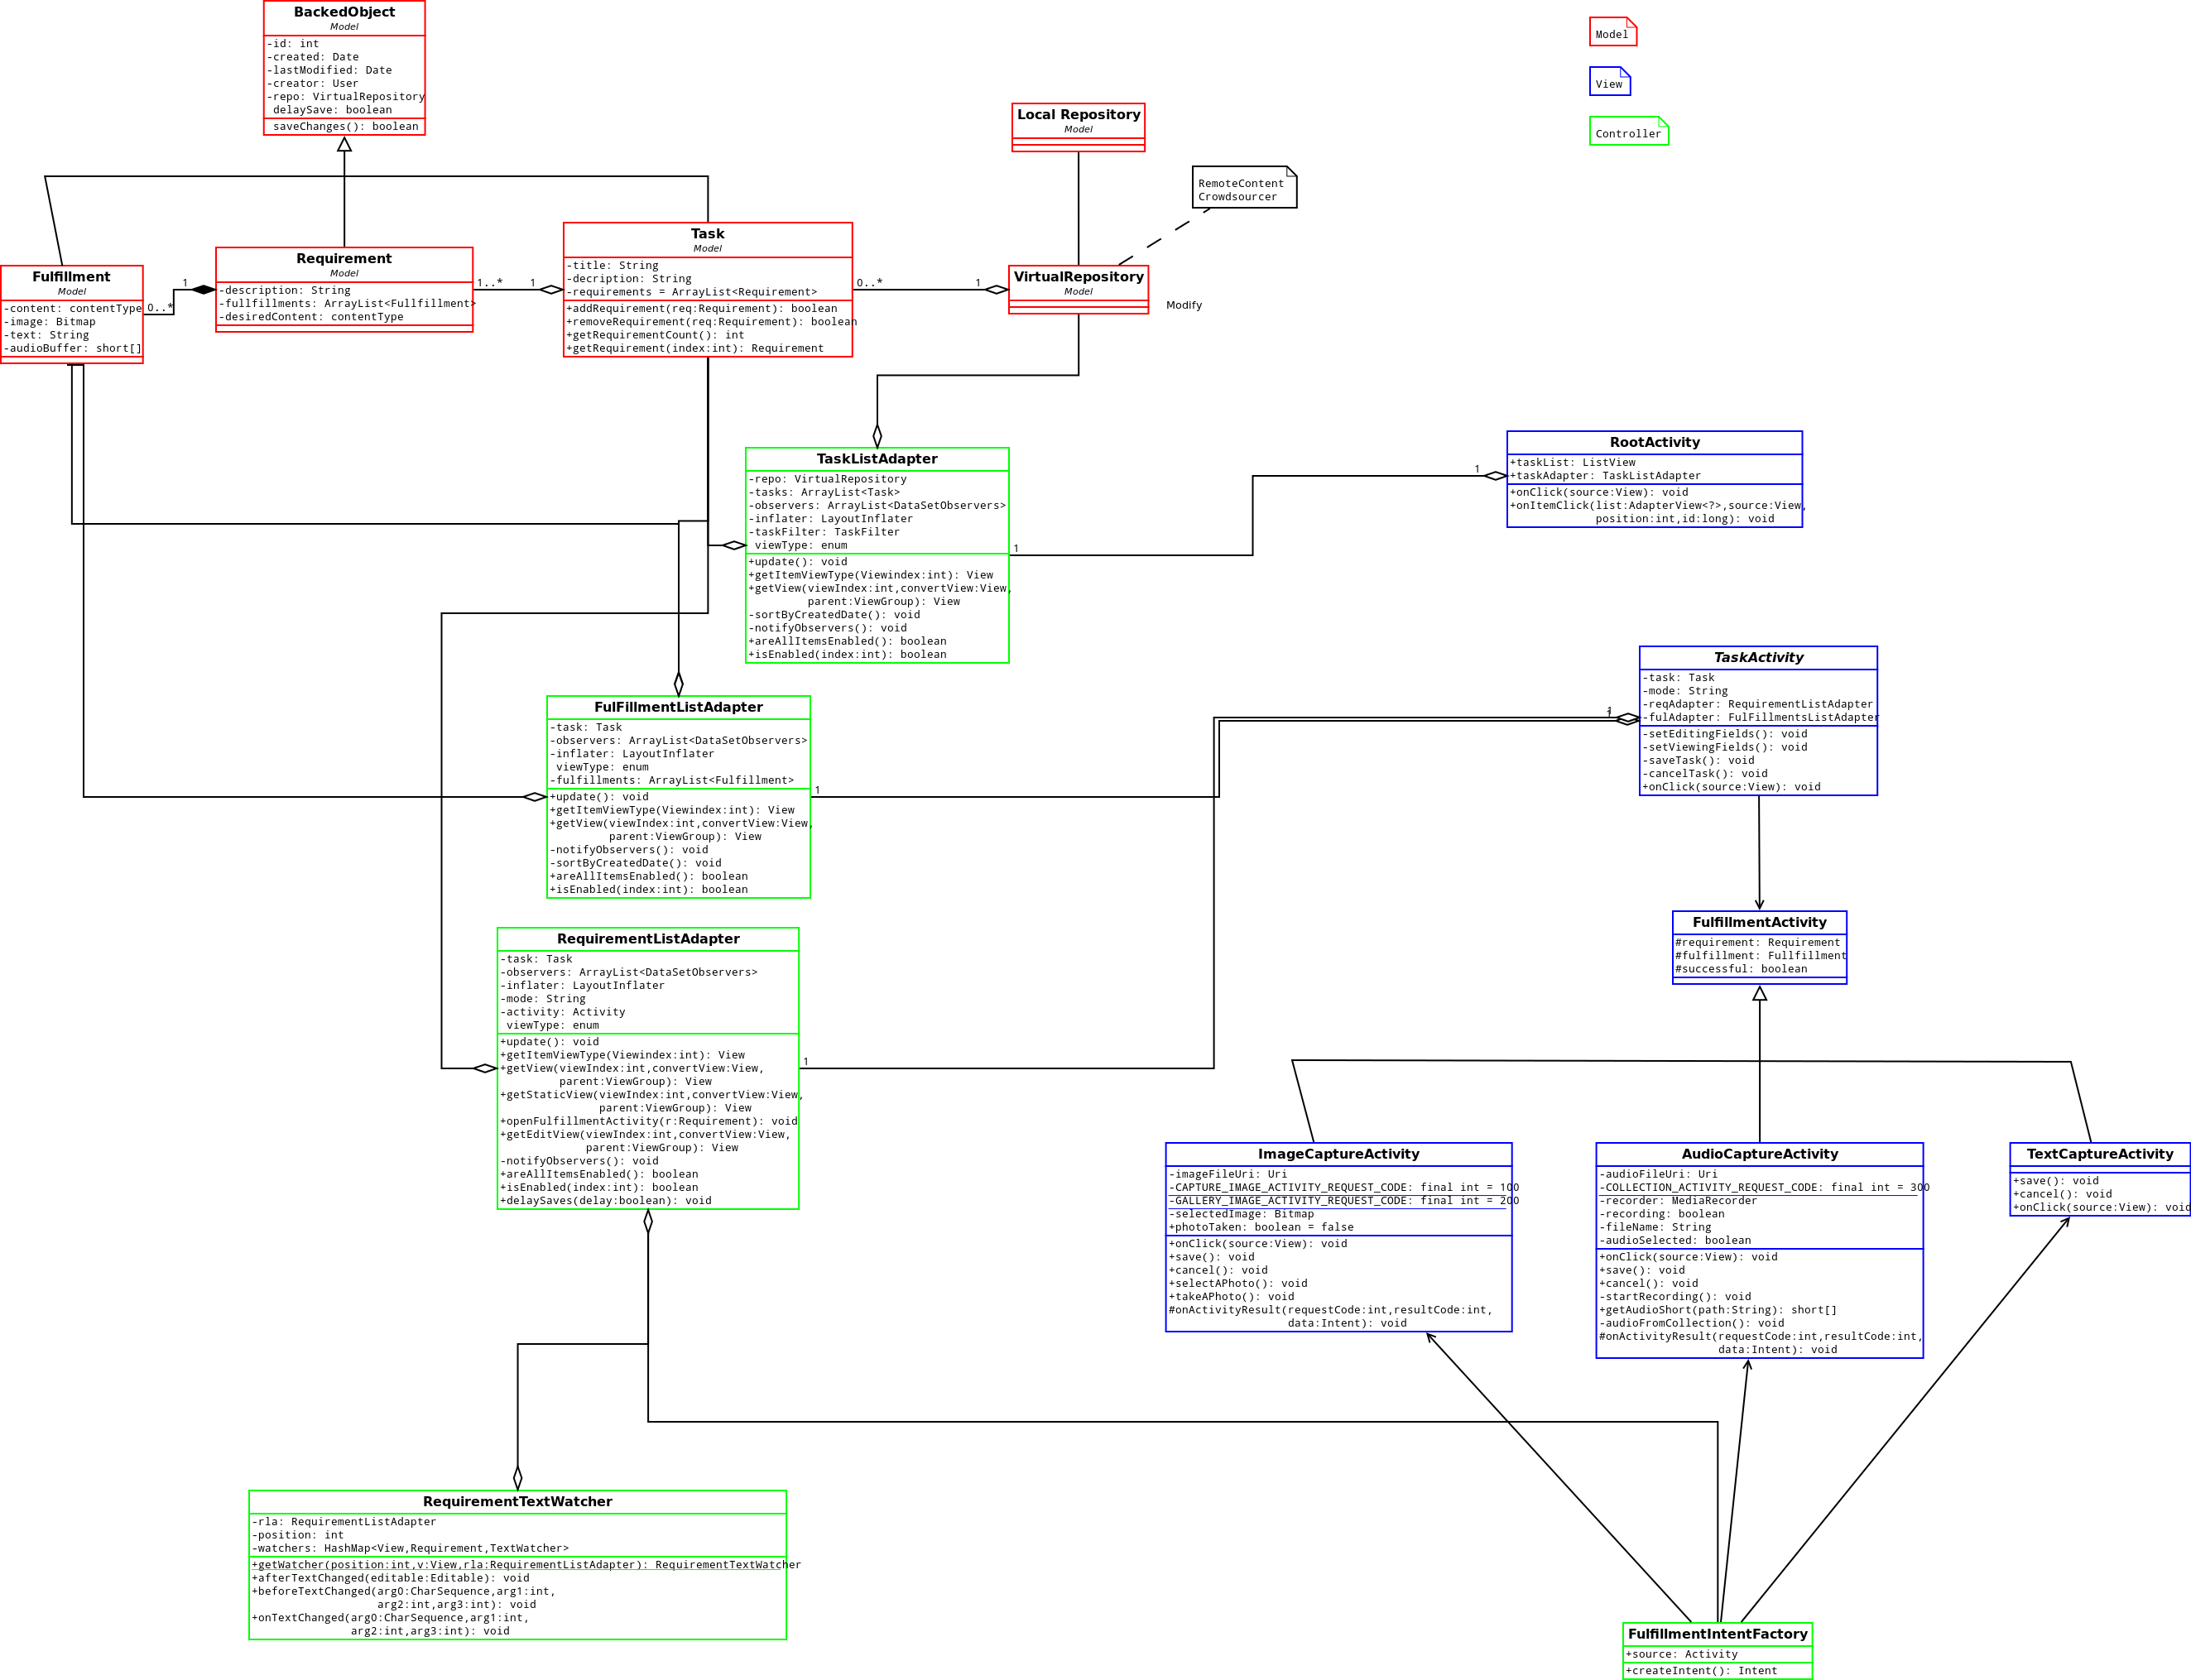 BackedObject
Model
-id: int
-created: Date
-lastModified: Date
-creator: User
-repo: VirtualRepository
delaySave: boolean
saveChanges(): boolean
Model
View
Controller
Local Repository
Model
RemoteContent
Crowdsourcer
Fulfillment
Model
-content: contentType
-image: Bitmap
-text: String
-audioBuffer: short[]
1
0..*
Requirement
Model
-description: String
-fullfillments: ArrayList<Fullfillment>
-desiredContent: contentType
1..*
1
Task
Model
-title: String
-decription: String
-requirements = ArrayList<Requirement>
+addRequirement(req:Requirement): boolean
+removeRequirement(req:Requirement): boolean
+getRequirementCount(): int
+getRequirement(index:int): Requirement
0..*
1
VirtualRepository
Model
Modify
TaskListAdapter
-repo: VirtualRepository
-tasks: ArrayList<Task>
-observers: ArrayList<DataSetObservers>
-inflater: LayoutInflater
-taskFilter: TaskFilter
viewType: enum
+update(): void
+getItemViewType(Viewindex:int): View
+getView(viewIndex:int,convertView:View,
parent:ViewGroup): View
-sortByCreatedDate(): void
-notifyObservers(): void
+areAllItemsEnabled(): boolean
+isEnabled(index:int): boolean
1
1
RootActivity
+taskList: ListView
+taskAdapter: TaskListAdapter
+onClick(source:View): void
+onItemClick(list:AdapterView<?>,source:View,
position:int,id:long): void
FulFillmentListAdapter
-task: Task
-observers: ArrayList<DataSetObservers>
-inflater: LayoutInflater
viewType: enum
-fulfillments: ArrayList<Fulfillment>
+update(): void
+getItemViewType(Viewindex:int): View
+getView(viewIndex:int,convertView:View,
parent:ViewGroup): View
-notifyObservers(): void
-sortByCreatedDate(): void
+areAllItemsEnabled(): boolean
+isEnabled(index:int): boolean
1
1
1
TaskActivity
-task: Task
-mode: String
-reqAdapter: RequirementListAdapter
-fulAdapter: FulFillmentsListAdapter
-setEditingFields(): void
-setViewingFields(): void
-saveTask(): void
-cancelTask(): void
+onClick(source:View): void
FulfillmentActivity
#requirement: Requirement
#fulfillment: Fullfillment
#successful: boolean
RequirementListAdapter
-task: Task
-observers: ArrayList<DataSetObservers>
-inflater: LayoutInflater
-mode: String
-activity: Activity
viewType: enum
+update(): void
+getItemViewType(Viewindex:int): View
+getView(viewIndex:int,convertView:View,
parent:ViewGroup): View
+getStaticView(viewIndex:int,convertView:View,
parent:ViewGroup): View
+openFulfillmentActivity(r:Requirement): void
+getEditView(viewIndex:int,convertView:View,
parent:ViewGroup): View
-notifyObservers(): void
+areAllItemsEnabled(): boolean
+isEnabled(index:int): boolean
+delaySaves(delay:boolean): void
1
ImageCaptureActivity
-imageFileUri: Uri
-CAPTURE_IMAGE_ACTIVITY_REQUEST_CODE: final int = 100
-GALLERY_IMAGE_ACTIVITY_REQUEST_CODE: final int = 200
-selectedImage: Bitmap
+photoTaken: boolean = false
+onClick(source:View): void
+save(): void
+cancel(): void
+selectAPhoto(): void
+takeAPhoto(): void
#onActivityResult(requestCode:int,resultCode:int,
data:Intent): void
AudioCaptureActivity
-audioFileUri: Uri
-COLLECTION_ACTIVITY_REQUEST_CODE: final int = 300
-recorder: MediaRecorder
-recording: boolean
-fileName: String
-audioSelected: boolean
+onClick(source:View): void
+save(): void
+cancel(): void
-startRecording(): void
+getAudioShort(path:String): short[]
-audioFromCollection(): void
#onActivityResult(requestCode:int,resultCode:int,
data:Intent): void
TextCaptureActivity
+save(): void
+cancel(): void
+onClick(source:View): void
RequirementTextWatcher
-rla: RequirementListAdapter
-position: int
-watchers: HashMap<View,Requirement,TextWatcher>
+getWatcher(position:int,v:View,rla:RequirementListAdapter): RequirementTextWatcher
+afterTextChanged(editable:Editable): void
+beforeTextChanged(arg0:CharSequence,arg1:int,
arg2:int,arg3:int): void
+onTextChanged(arg0:CharSequence,arg1:int,
arg2:int,arg3:int): void
FulfillmentIntentFactory
+source: Activity
+createIntent(): Intent